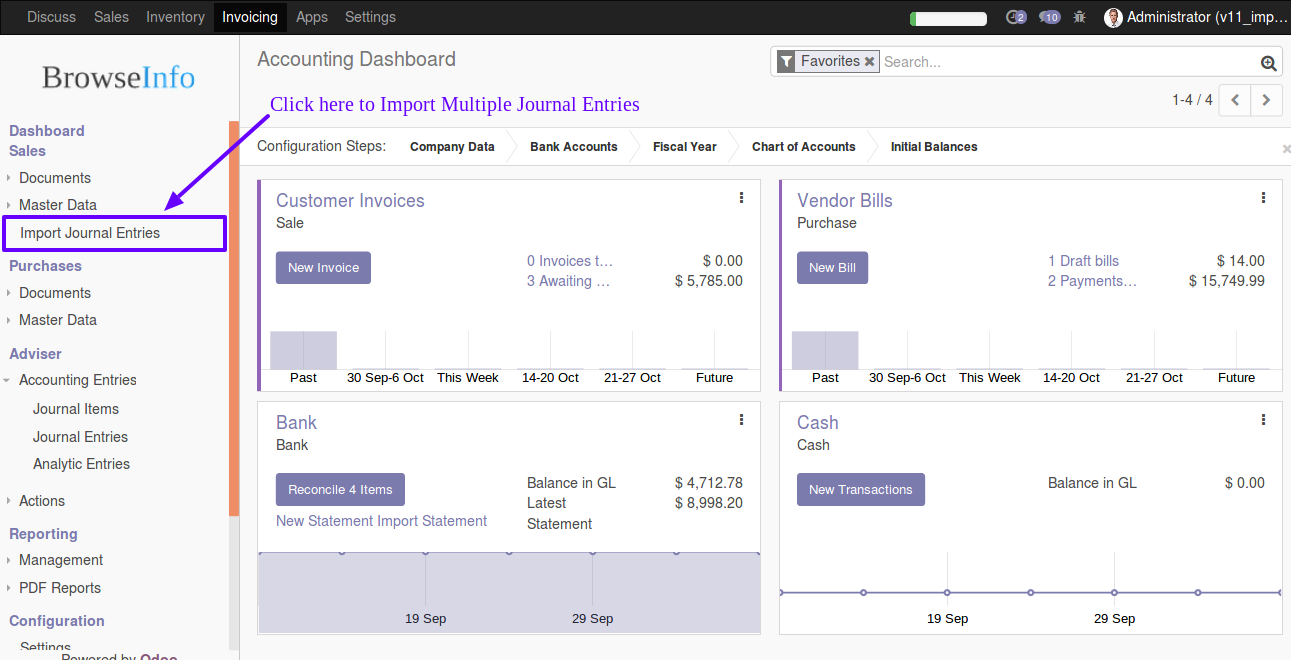 Discuss Sales Inventory Invoicing Apps Settings 2 10 Administrator (v11_imp...
BrowseInfo
Accounting Dashboard
Favorites Search...
Click here to Import Multiple Journal Entries
1-4 / 4
Configuration Steps: Company Data Bank Accounts Fiscal Year Chart of Accounts Initial Balances
Dashboard
Sales
Documents
Master Data
Import Journal Entries
Purchases
Documents
Master Data
Adviser
Accounting Entries
Journal Items
Journal Entries
Analytic Entries
Actions
Reporting
Management
PDF Reports
Configuration
Settings
Powered by Odoo
Customer Invoices
Sale
New Invoice
0 Invoices t... $ 0.00
3 Awaiting ... $ 5,785.00
Past 30 Sep-6 Oct This Week 14-20 Oct 21-27 Oct Future
Vendor Bills
Purchase
New Bill
1 Draft bills $ 14.00
2 Payments... $ 15,749.99
Past 30 Sep-6 Oct This Week 14-20 Oct 21-27 Oct Future
Bank
Bank
Reconcile 4 Items
New Statement Import Statement
Balance in GL $ 4,712.78
Latest $ 8,998.20
Statement
19 Sep 29 Sep
Cash
Cash
New Transactions
Balance in GL $ 0.00
19 Sep 29 Sep